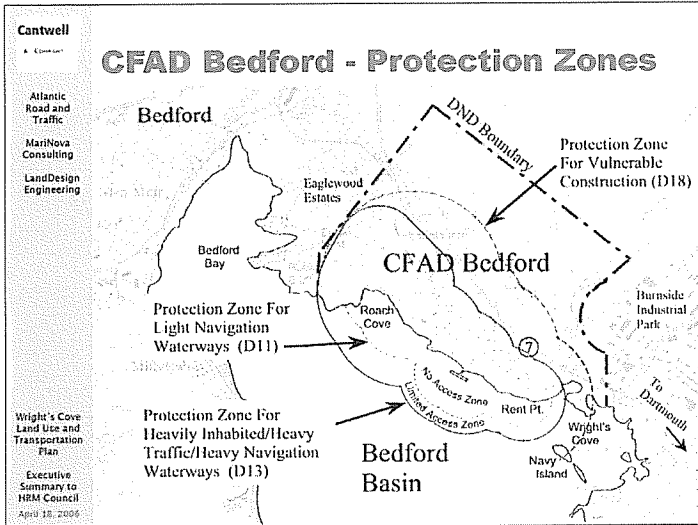 Cantwell
& COMPANY
Atlantic
Road and
Traffic
MariNova
Consulting
LandDesign
Engineering
Wright's Cove
Land Use and
Transportation
Plan
Executive
Summary to
HRM Council
April 18, 2006
CFAD Bedford - Protection Zones
Bedford
DND Boundary
Protection Zone
For Vulnerable
Construction (D18)
Eaglewood
Estates
Bedford
Bay
CFAD Bedford
Burnside
Industrial
Park
Protection Zone For
Light Navigation
Waterways (D11)
Roach
Cove
7
No Access Zone
Limited Access Zone
Rent Pt.
To
Dartmouth
Protection Zone For
Heavily Inhabited/Heavy
Traffic/Heavy Navigation
Waterways (D13)
Wright's
Cove
Bedford
Basin
Navy
Island